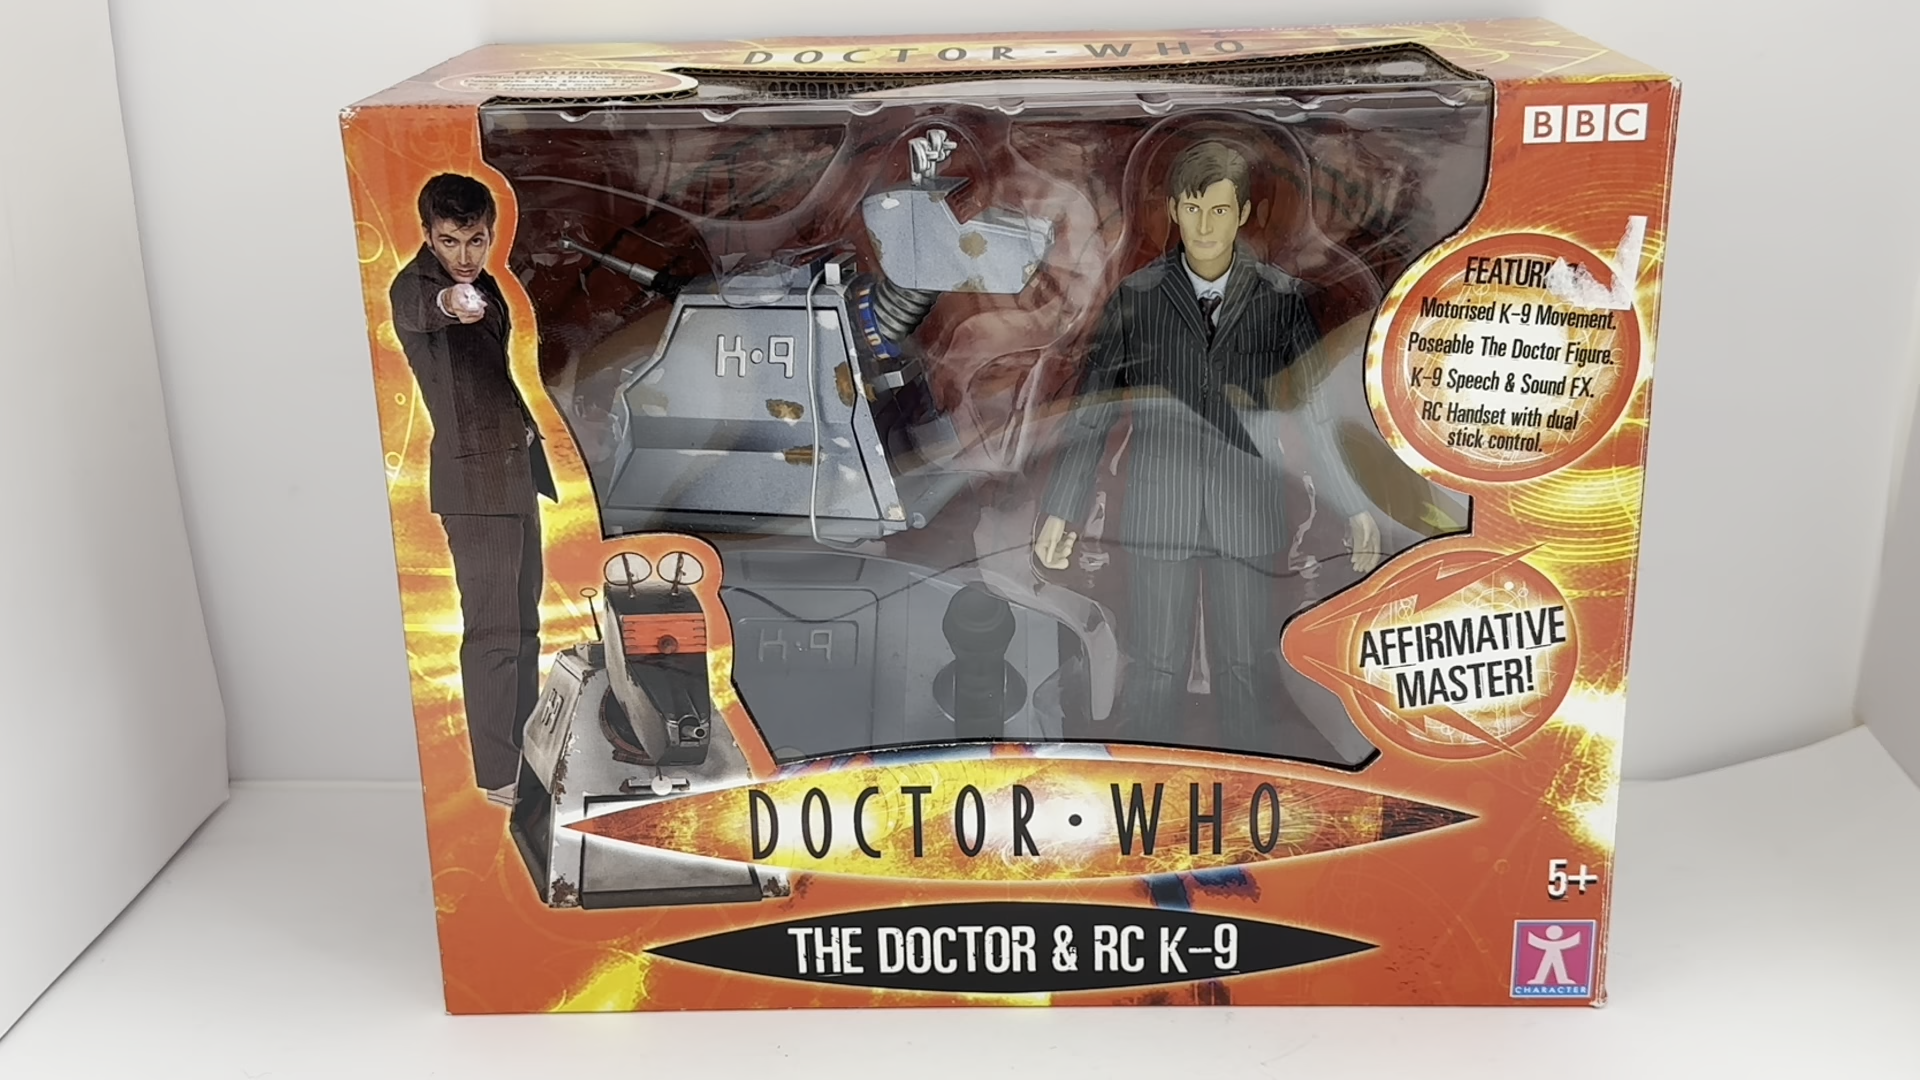 DOCTOR • WHO
BBC
Motorised K-9 Movement.
Poseable The Doctor Figure.
K-9 Speech & Sound FX.
RC Handset with dual
stick control.
K•9
K•9
AFFIRMATIVE
MASTER!
DOCTOR • WHO
5+
THE DOCTOR & RC K-9
CHARACTER